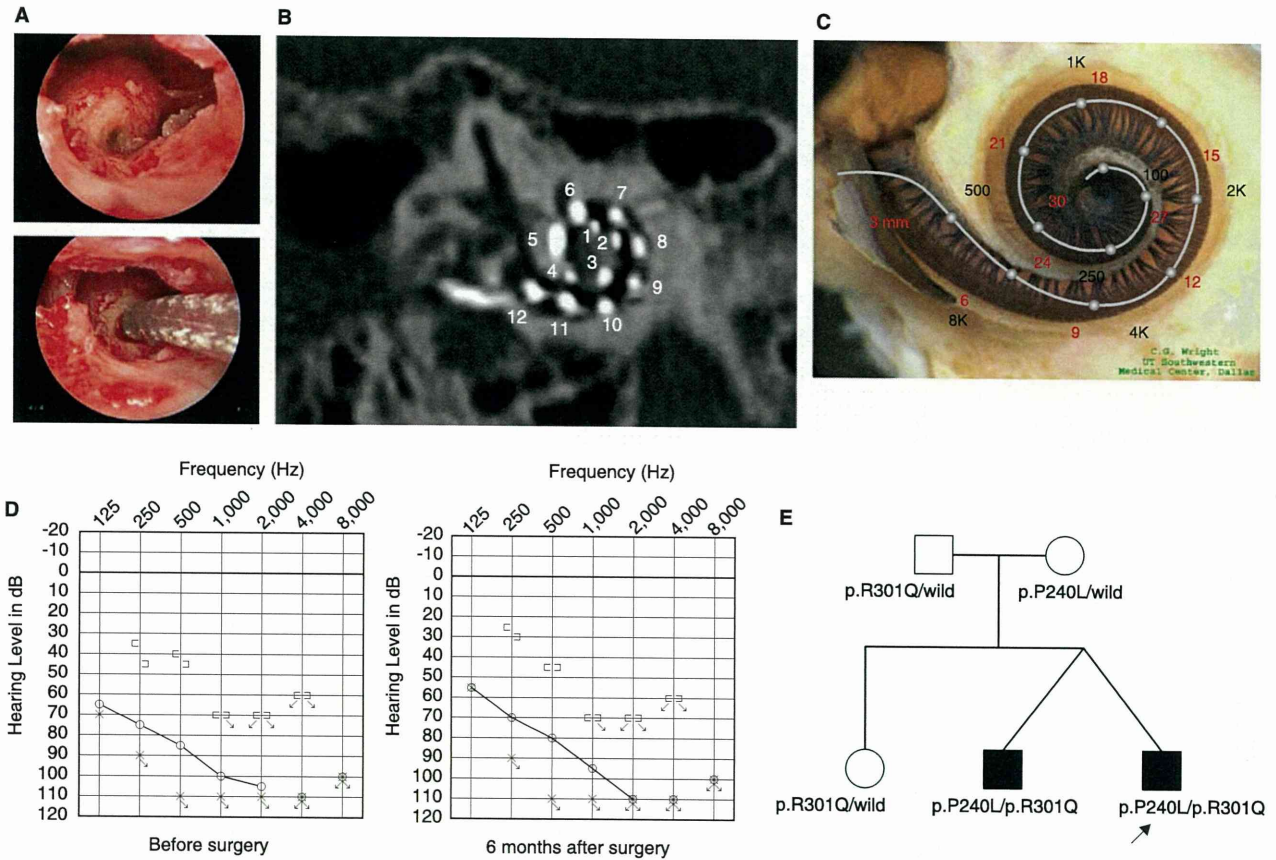 A
B
C
6
7
5
1
2
8
4
3
9
12
11
10
1K
18
21
15
500
100
2K
30
27
3 mm
24
250
12
6
8K
9
4K
C.G. Wright
UT Southwestern
Medical Center, Dallas
D
Frequency (Hz)
125 250 500 1,000 2,000 4,000 8,000
Hearing Level in dB
-20
-10
0
10
20
30
40
50
60
70
80
90
100
110
120
Before surgery
Frequency (Hz)
125 250 500 1,000 2,000 4,000 8,000
Hearing Level in dB
-20
-10
0
10
20
30
40
50
60
70
80
90
100
110
120
6 months after surgery
E
p.R301Q/wild p.P240L/wild
p.R301Q/wild p.P240L/p.R301Q p.P240L/p.R301Q